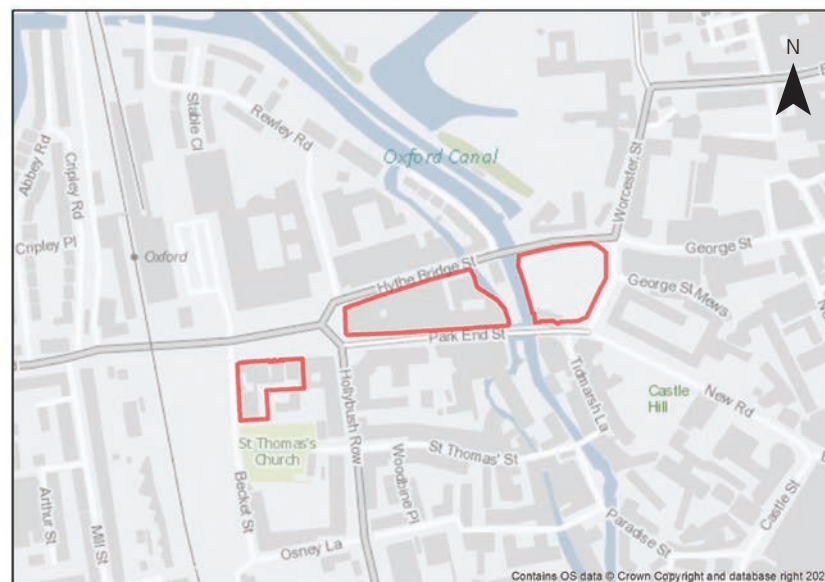 N
Oxford Canal
Rewley Rd
Stable Cl
Abbey Rd
Cripley Rd
Cripley Pl
Oxford
Worcester St
George St
George St Mews
Hythe Bridge St
Park End St
Hollybush Row
Tidmarsh La
New Rd
Castle Hill
St Thomas's
Church
St Thomas' St
Woodbine Pl
Becket St
Osney La
Arthur St
Mill St
Paradise St
Castle St
Contains OS data © Crown Copyright and database right 202